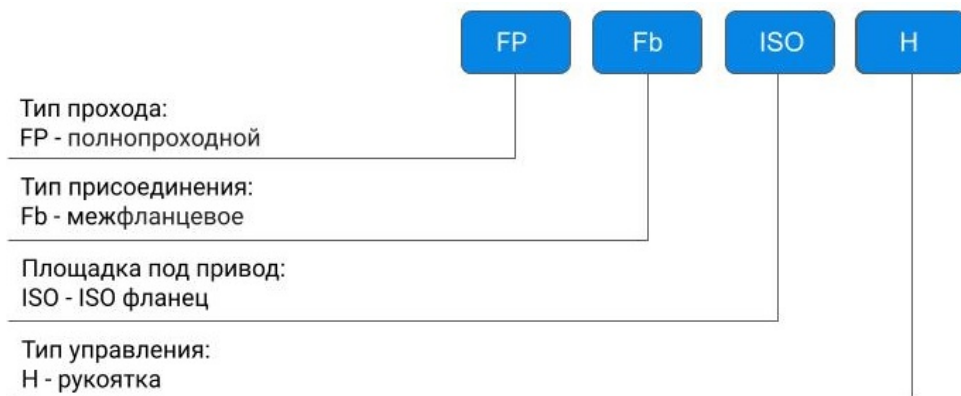 FP Fb ISO H
Тип прохода:
FP - полнопроходной
Тип присоединения:
Fb - межфланцевое
Площадка под привод:
ISO - ISO фланец
Тип управления:
H - рукоятка